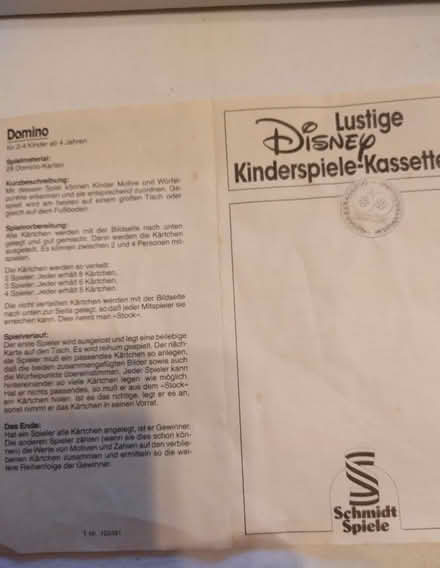 Domino
für 2-4 Kinder ab 4 Jahren
Spielmaterial:
28 Domino-Karten
Kurzbeschreibung:
Mit diesem Spiel können Kinder Motive und Würfel-
punkte erkennen und sie entsprechend zuordnen. Ge-
spielt wird am besten auf einem großen Tisch oder
gleich auf dem Fußboden.
Spielvorbereitung:
Alle Kärtchen werden mit der Bildseite nach unten
gelegt und gut gemischt. Dann werden die Kärtchen
ausgeteilt. Es können zwischen 2 und 4 Personen mit-
spielen.
Die Kärtchen werden so verteilt:
2 Spieler: Jeder erhält 8 Kärtchen,
3 Spieler: Jeder erhält 6 Kärtchen,
4 Spieler: Jeder erhält 5 Kärtchen.
Die nicht verteilten Kärtchen werden mit der Bildseite
nach unten zur Seite gelegt, so daß jeder Mitspieler sie
erreichen kann. Dies nennt man »Stock«.
Spielverlauf:
Der erste Spieler wird ausgelost und legt eine beliebige
Karte auf den Tisch. Es wird reihum gespielt. Der näch-
ste Spieler muß ein passendes Kärtchen so anlegen,
daß die beiden zusammengefügten Bilder sowie auch
die Würfelpunkte übereinstimmen. Jeder Spieler kann
hintereinander so viele Kärtchen legen wie möglich.
Hat er nichts passendes, so muß er aus dem »Stock«
ein Kärtchen holen. Ist es das richtige, legt er es an,
sonst nimmt er das Kärtchen in seinen Vorrat.
Das Ende:
Hat ein Spieler alle Kärtchen angelegt, ist er Gewinner.
Die anderen Spieler zählen (wenn sie dies schon kön-
nen) die Werte von Motiven und Zahlen auf den verblie-
benen Kärtchen zusammen und ermitteln so die wei-
tere Reihenfolge der Gewinner.
T. Nr.
Lustige
Disney
Kinderspiele-Kassette
Schmidt
Spiele